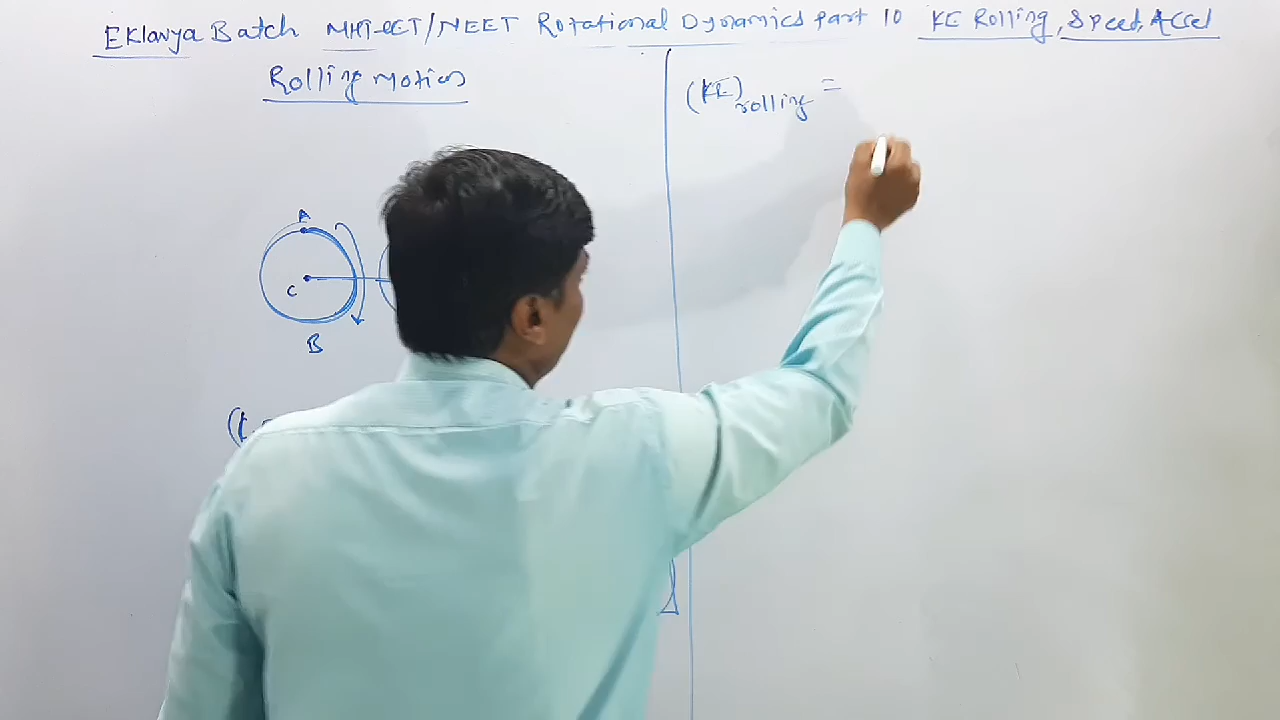 Eklavya Batch MHT-CET/NEET Rotational Dynamics Part 10 KE Rolling, Speed, Accel
Rolling motion
(KE)rolling =
A
C
B
(K.